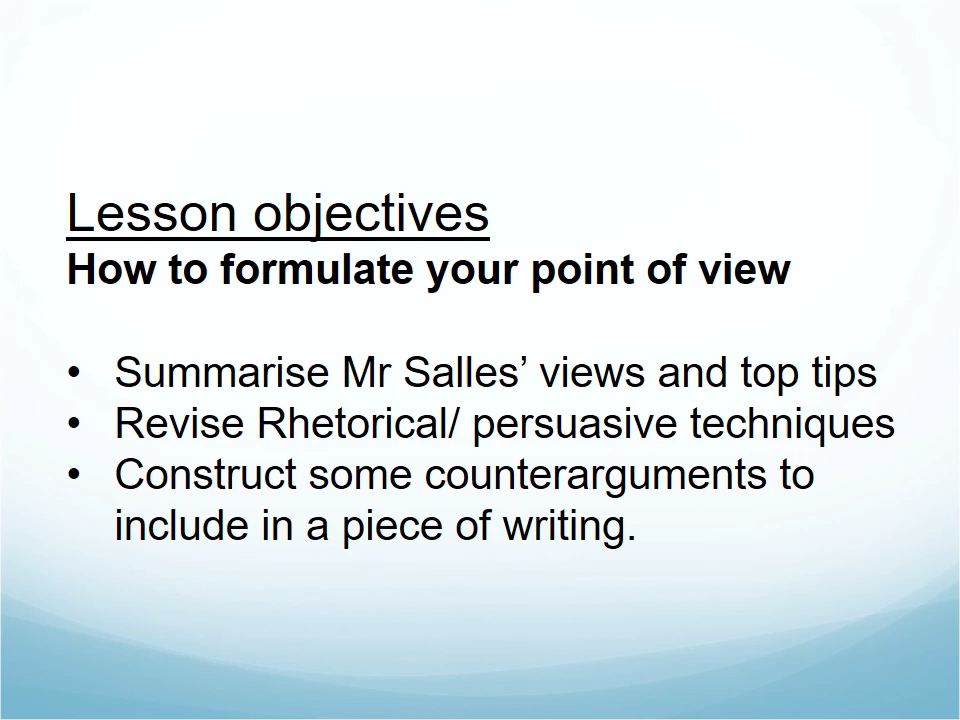 Lesson objectives
How to formulate your point of view
• Summarise Mr Salles’ views and top tips
• Revise Rhetorical/ persuasive techniques
• Construct some counterarguments to
include in a piece of writing.